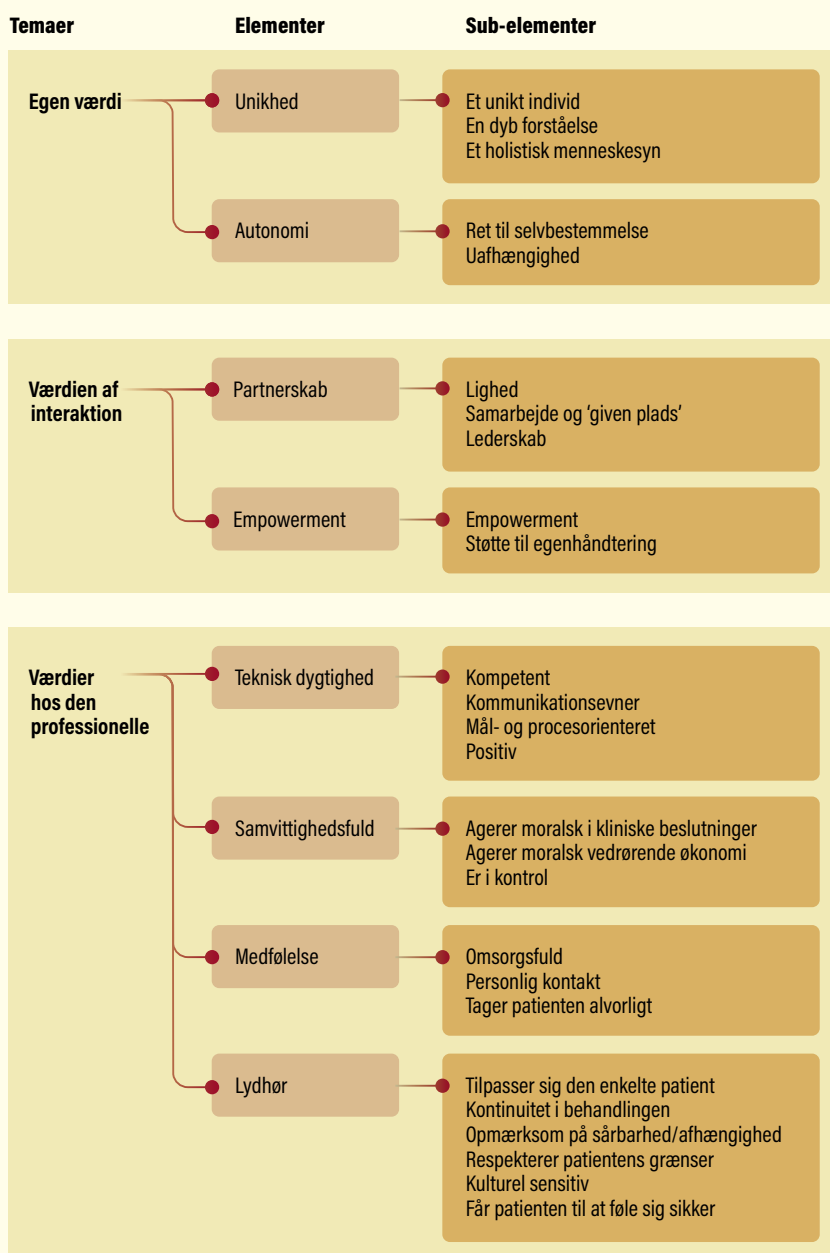 Temaer Elementer Sub-elementer
Egen værdi
Unikhed
Et unikt individ
En dyb forståelse
Et holistisk menneskesyn
Autonomi
Ret til selvbestemmelse
Uafhængighed
Værdien af
interaktion
Partnerskab
Lighed
Samarbejde og ‘given plads’
Lederskab
Empowerment
Empowerment
Støtte til egenhåndtering
Værdier
hos den
professionelle
Teknisk dygtighed
Kompetent
Kommunikationsevner
Mål- og procesorienteret
Positiv
Samvittighedsfuld
Agerer moralsk i kliniske beslutninger
Agerer moralsk vedrørende økonomi
Er i kontrol
Medfølelse
Omsorgsfuld
Personlig kontakt
Tager patienten alvorligt
Lydhør
Tilpasser sig den enkelte patient
Kontinuitet i behandlingen
Opmærksom på sårbarhed/afhængighed
Respekterer patientens grænser
Kulturel sensitiv
Får patienten til at føle sig sikker